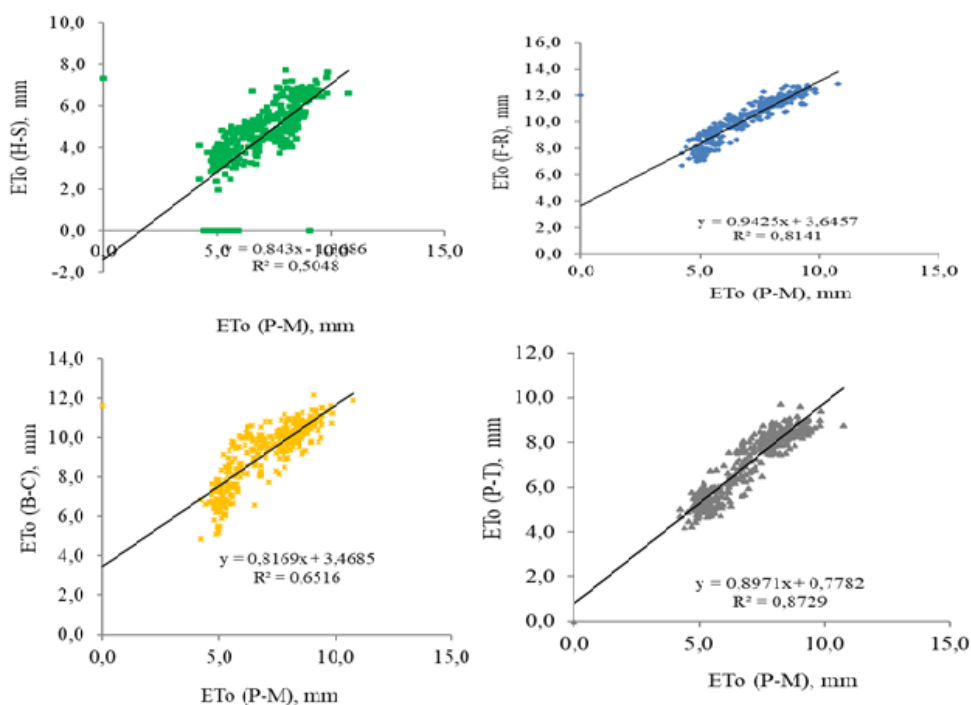 10,0
8,0
6,0
4,0
2,0
0,0
-2,0
0,0 5,0 10,0 15,0
ETo (H-S), mm
R² = 0,5048
ETo (P-M), mm
16,0
14,0
12,0
10,0
8,0
6,0
4,0
2,0
0,0
0,0 5,0 10,0 15,0
ETo (F-R), mm
y = 0,9425x + 3,6457
R² = 0,8141
ETo (P-M), mm
14,0
12,0
10,0
8,0
6,0
4,0
2,0
0,0
0,0 5,0 10,0 15,0
ETo (B-C), mm
y = 0,8169x + 3,4685
R² = 0,6516
ETo (P-M), mm
12,0
10,0
8,0
6,0
4,0
2,0
0,0
0,0 5,0 10,0 15,0
ETo (P-T), mm
y = 0,8971x + 0,7782
R² = 0,8729
ETo (P-M), mm